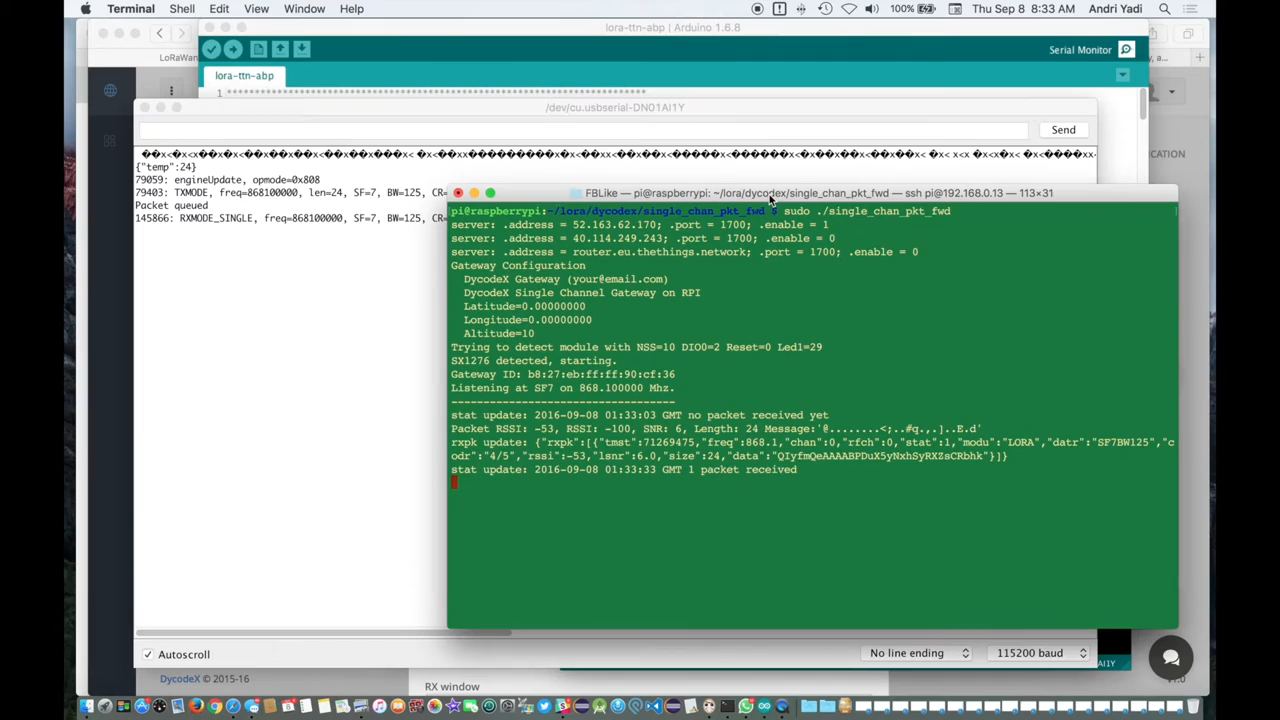 Terminal Shell Edit View Window Help 100% Thu Sep 8 8:33 AM Andri Yadi
lora-ttn-abp | Arduino 1.6.8
LoRaWan
Serial Monitor
lora-ttn-abp
1 ****************************************************************
/dev/cu.usbserial-DN01AI1Y
Send
{"temp":24}
79059: engineUpdate, opmode=0x808
79403: TXMODE, freq=868100000, len=24, SF=7, BW=125, CR=
Packet queued
145866: RXMODE_SINGLE, freq=868100000, SF=7, BW=125, CR=
FBLike — pi@raspberrypi: ~/lora/dycodex/single_chan_pkt_fwd — ssh pi@192.168.0.13 — 113×31
pi@raspberrypi:~/lora/dycodex/single_chan_pkt_fwd $ sudo ./single_chan_pkt_fwd
server: .address = 52.163.62.170; .port = 1700; .enable = 1
server: .address = 40.114.249.243; .port = 1700; .enable = 0
server: .address = router.eu.thethings.network; .port = 1700; .enable = 0
Gateway Configuration
DycodeX Gateway (your@email.com)
DycodeX Single Channel Gateway on RPI
Latitude=0.00000000
Longitude=0.00000000
Altitude=10
Trying to detect module with NSS=10 DIO0=2 Reset=0 Led1=29
SX1276 detected, starting.
Gateway ID: b8:27:eb:ff:ff:90:cf:36
Listening at SF7 on 868.100000 Mhz.
-----------------------------------
stat update: 2016-09-08 01:33:03 GMT no packet received yet
Packet RSSI: -53, RSSI: -100, SNR: 6, Length: 24 Message:'@........<;..#q.,.]..E.d'
rxpk update: {"rxpk":[{"tmst":71269475,"freq":868.1,"chan":0,"rfch":0,"stat":1,"modu":"LORA","datr":"SF7BW125","c
odr":"4/5","rssi":-53,"lsnr":6.0,"size":24,"data":"QIyfmQeAAAABPDuX5yNxhSyRXZsCRbhk"}]}
stat update: 2016-09-08 01:33:33 GMT 1 packet received
Autoscroll
No line ending
115200 baud
DycodeX © 2015-16
RX window